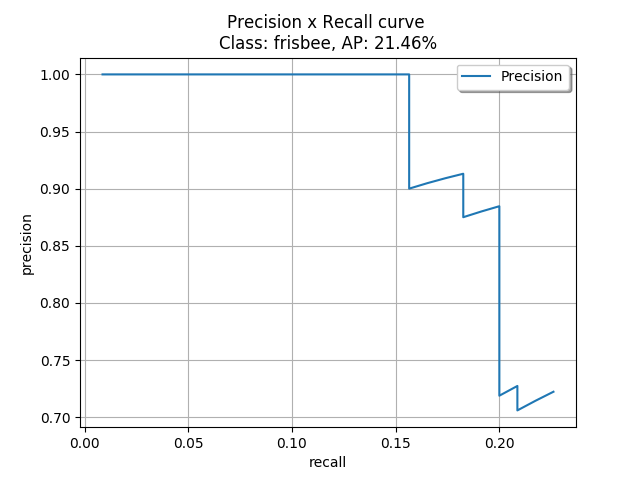 Precision x Recall curve
Class: frisbee, AP: 21.46%
Precision
1.00
0.95
0.90
0.85
0.80
0.75
0.70
precision
0.00 0.05 0.10 0.15 0.20
recall